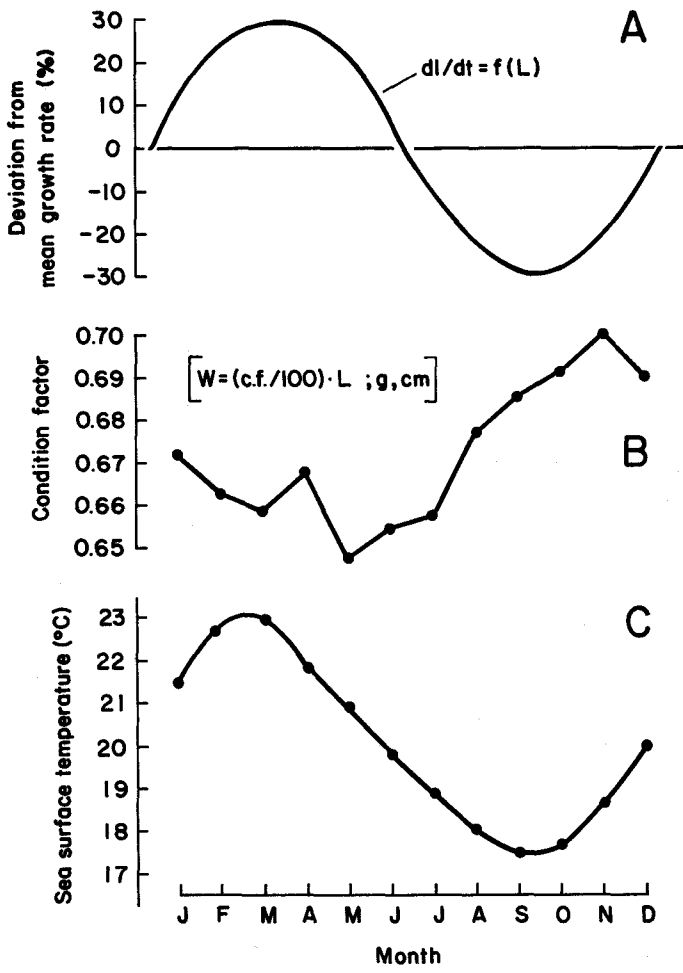 A
30
20
10
0
-10
-20
-30
Deviation from
mean growth rate (%)
dl/dt = f(L)
B
0.70
0.69
0.68
0.67
0.66
0.65
Condition factor
[W = (c.f./100) · L ; g, cm]
C
23
22
21
20
19
18
17
Sea surface temperature (°C)
J F M A M J J A S O N D
Month